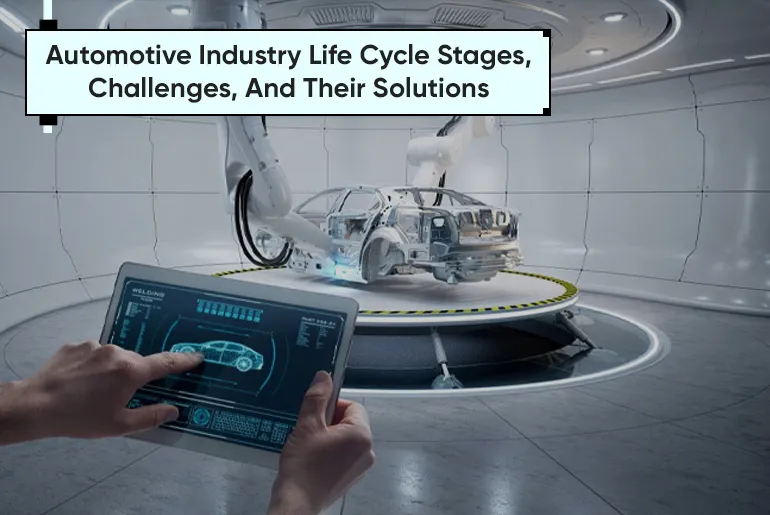 Automotive Industry Life Cycle Stages,
Challenges, And Their Solutions
WELDING